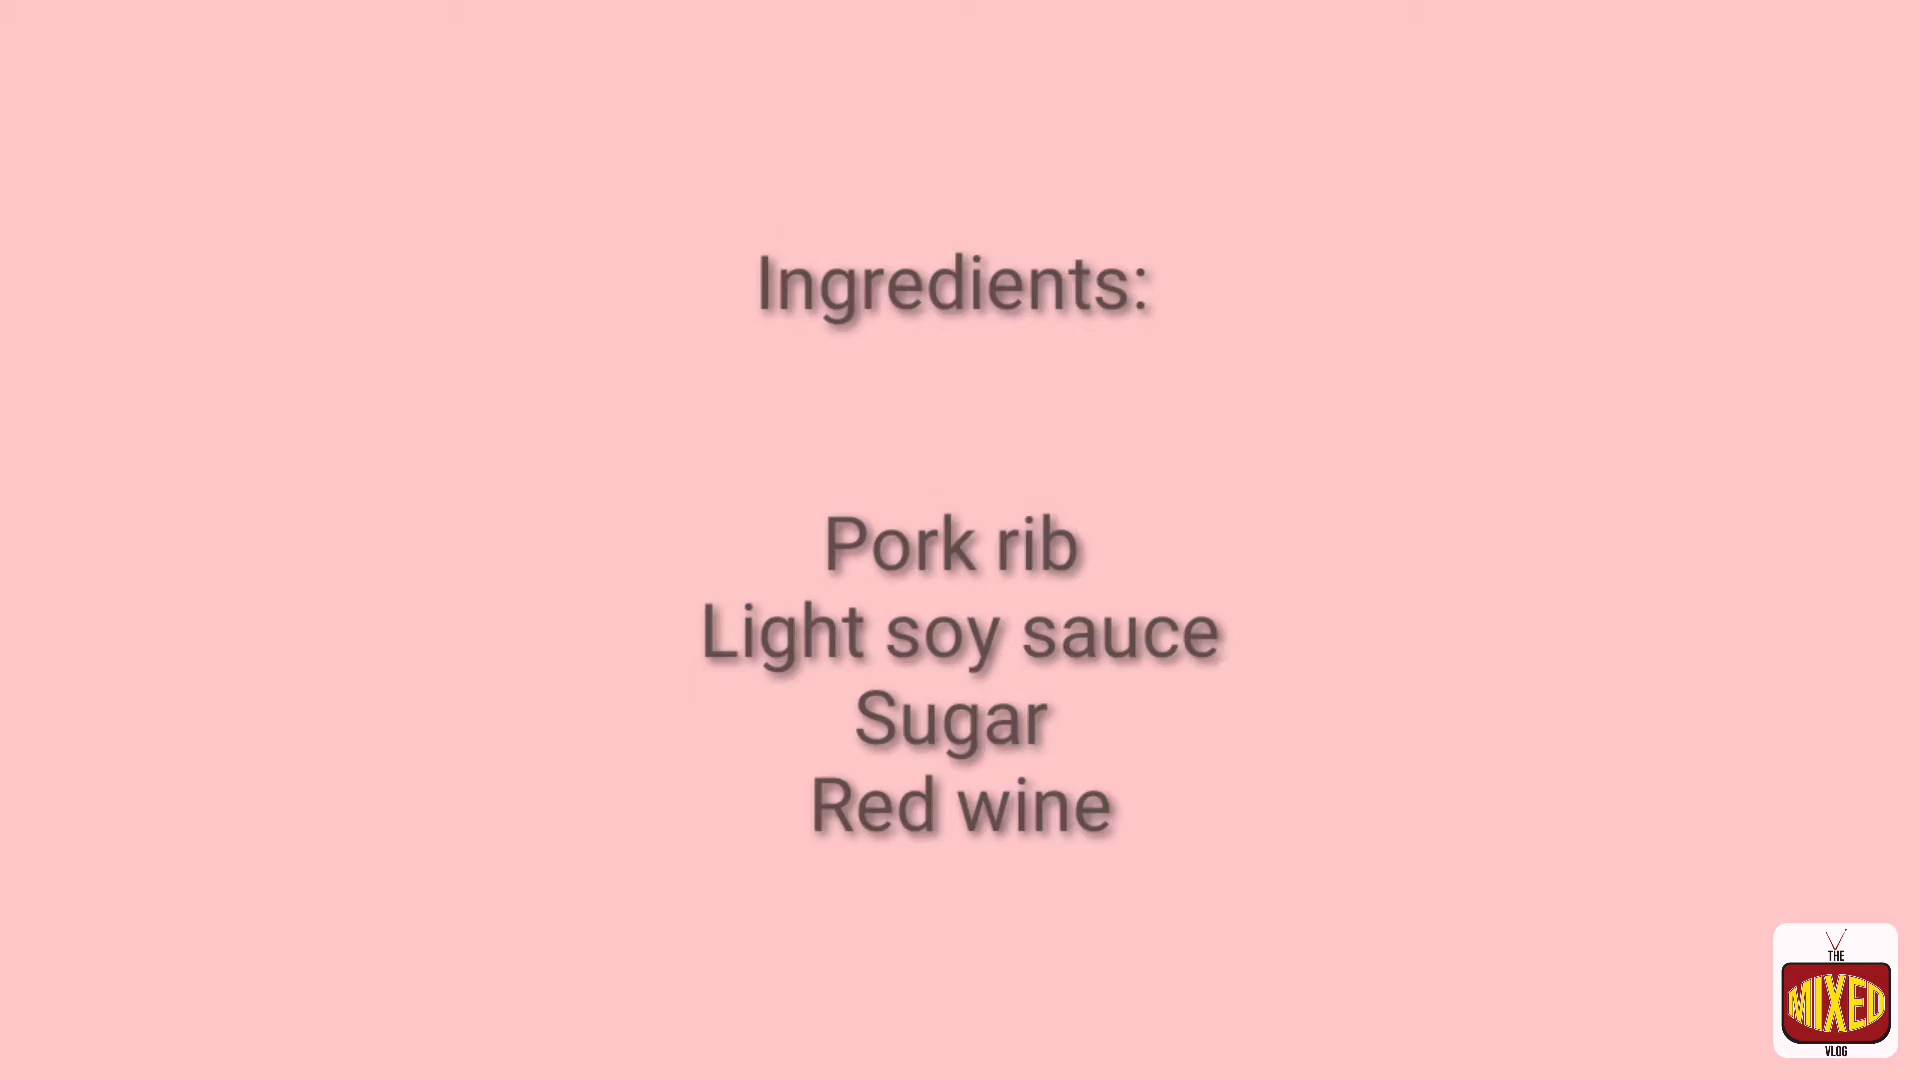 Ingredients:
Pork rib
Light soy sauce
Sugar
Red wine
THE
MIXED
VLOG